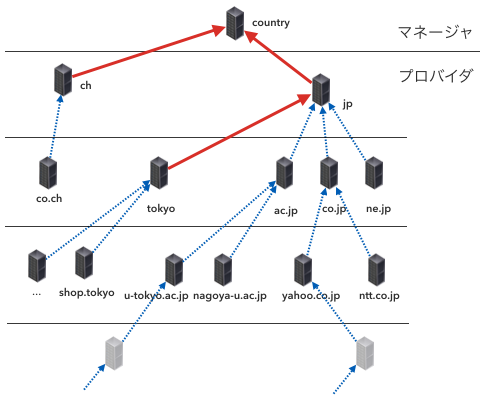 country
マネージャ
プロバイダ
ch
jp
co.ch
tokyo
ac.jp
co.jp
ne.jp
...
shop.tokyo
u-tokyo.ac.jp
nagoya-u.ac.jp
yahoo.co.jp
ntt.co.jp